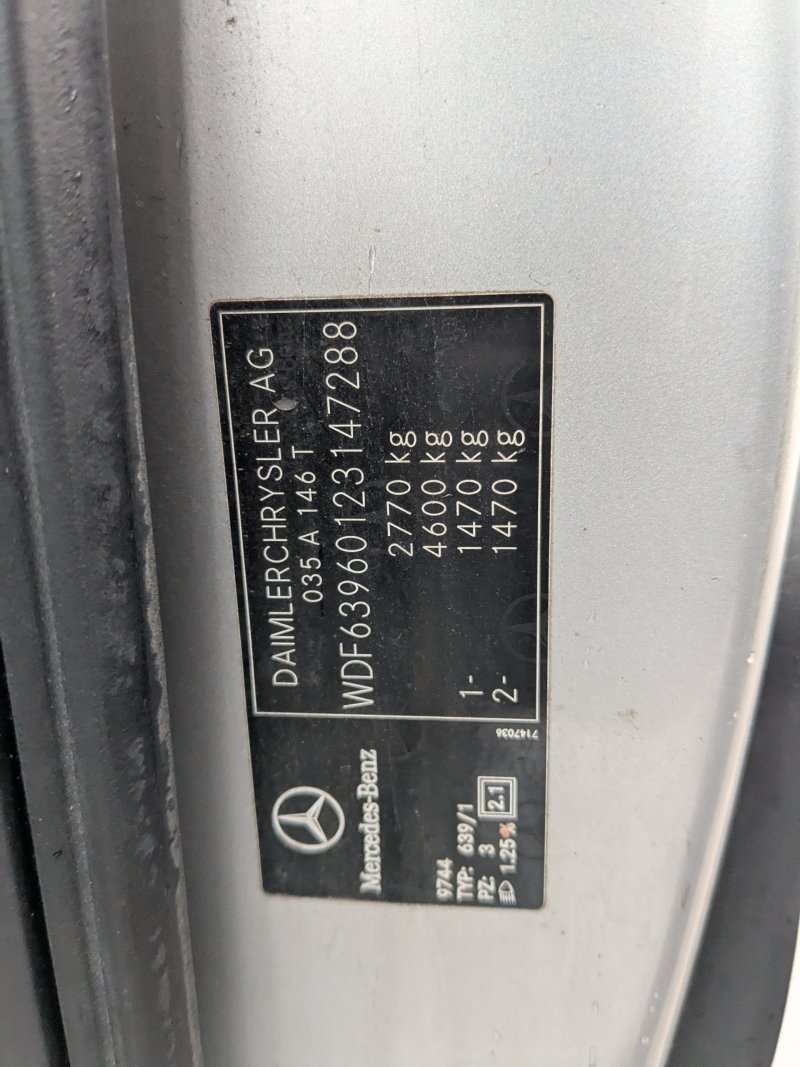 DAIMLERCHRYSLER AG
035 A 146 T
WDF63960123147288
2770 kg
4600 kg
1- 1470 kg
2- 1470 kg
Mercedes-Benz
9744
TYP: 639/1
PZ: 3
1.25% 2.1
7147036